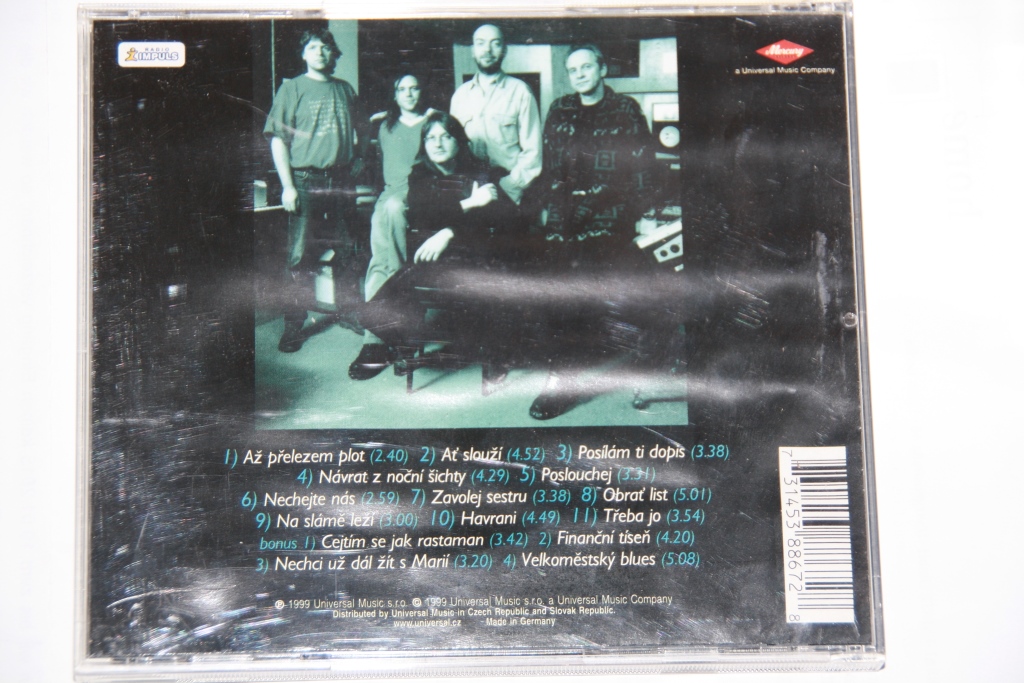 RADIO
IMPULS
Mercury
a Universal Music Company
1) Až přelezem plot (2.40) 2) Ať slouží (4.52) 3) Posílám ti dopis (3.38)
4) Návrat z noční šichty (4.29) 5) Poslouchej (3.31)
6) Nechejte nás (2.59) 7) Zavolej sestru (3.38) 8) Obrať list (5.01)
9) Na slámě leží (3.00) 10) Havrani (4.49) 11) Třeba jo (3.54)
bonus 1) Cejtím se jak rastaman (3.42) 2) Finanční tíseň (4.20)
3) Nechci už dál žít s Marií (3.20) 4) Velkoměstský blues (5.08)
℗ 1999 Universal Music s.r.o. © 1999 Universal Music s.r.o. a Universal Music Company
Distributed by Universal Music in Czech Republic and Slovak Republic.
www.universal.cz Made in Germany
7 31453 88672 8